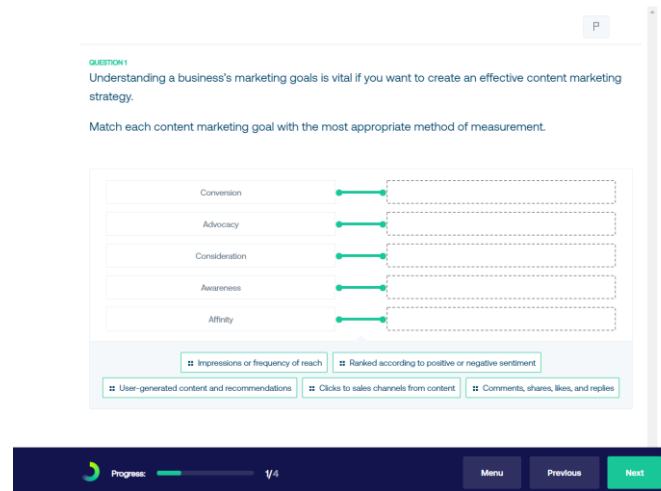 QUESTION 1
Understanding a business's marketing goals is vital if you want to create an effective content marketing
strategy.
Match each content marketing goal with the most appropriate method of measurement.
Conversion
Advocacy
Consideration
Awareness
Affinity
Impressions or frequency of reach
Ranked according to positive or negative sentiment
User-generated content and recommendations
Clicks to sales channels from content
Comments, shares, likes, and replies
Progress:
1/4
Menu
Previous
Next